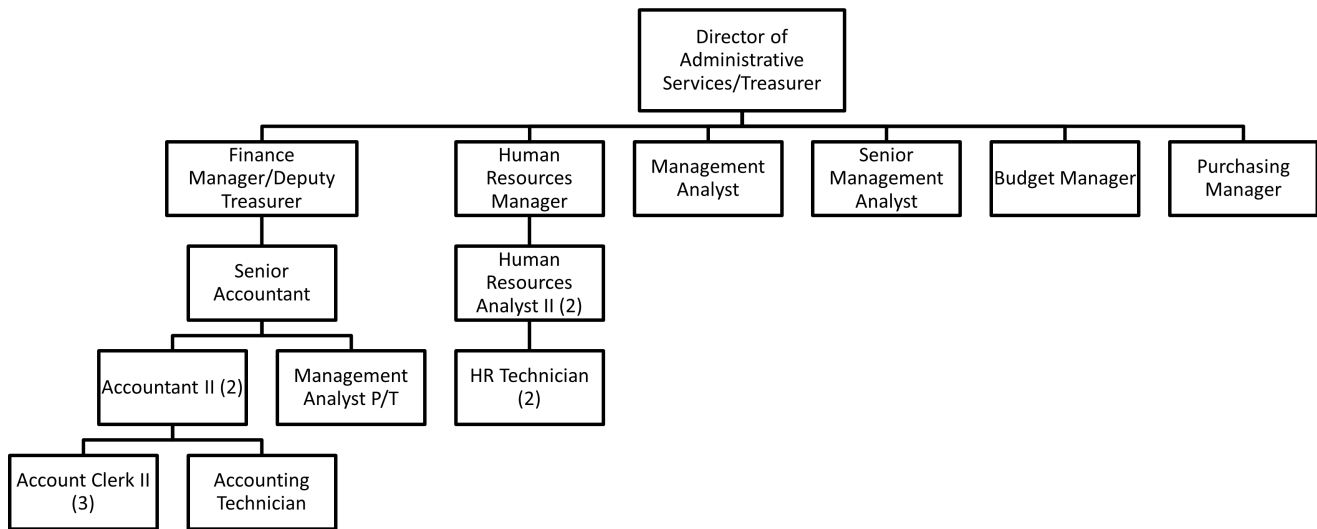 Director of
Administrative
Services/Treasurer
Finance
Manager/Deputy
Treasurer
Human
Resources
Manager
Management
Analyst
Senior
Management
Analyst
Budget Manager
Purchasing
Manager
Senior
Accountant
Human
Resources
Analyst II (2)
Accountant II (2)
Management
Analyst P/T
HR Technician
(2)
Account Clerk II
(3)
Accounting
Technician